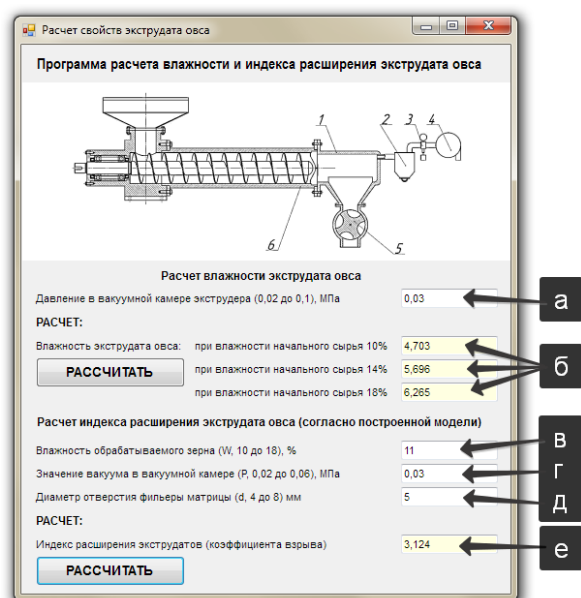 Расчет свойств экструдата овса
Программа расчета влажности и индекса расширения экструдата овса
1 2 3 4
6 5
Расчет влажности экструдата овса
Давление в вакуумной камере экструдера (0,02 до 0,1), МПа 0,03 а
РАСЧЕТ:
Влажность экструдата овса: при влажности начального сырья 10% 4,703
РАССЧИТАТЬ при влажности начального сырья 14% 5,696 б
при влажности начального сырья 18% 6,265
Расчет индекса расширения экструдата овса (согласно построенной модели)
Влажность обрабатываемого зерна (W, 10 до 18), % 11 в
Значение вакуума в вакуумной камере (P, 0,02 до 0,06), МПа 0,03 г
Диаметр отверстия фильеры матрицы (d, 4 до 8) мм 5 д
РАСЧЕТ:
Индекс расширения экструдатов (коэффициента взрыва) 3,124 е
РАССЧИТАТЬ